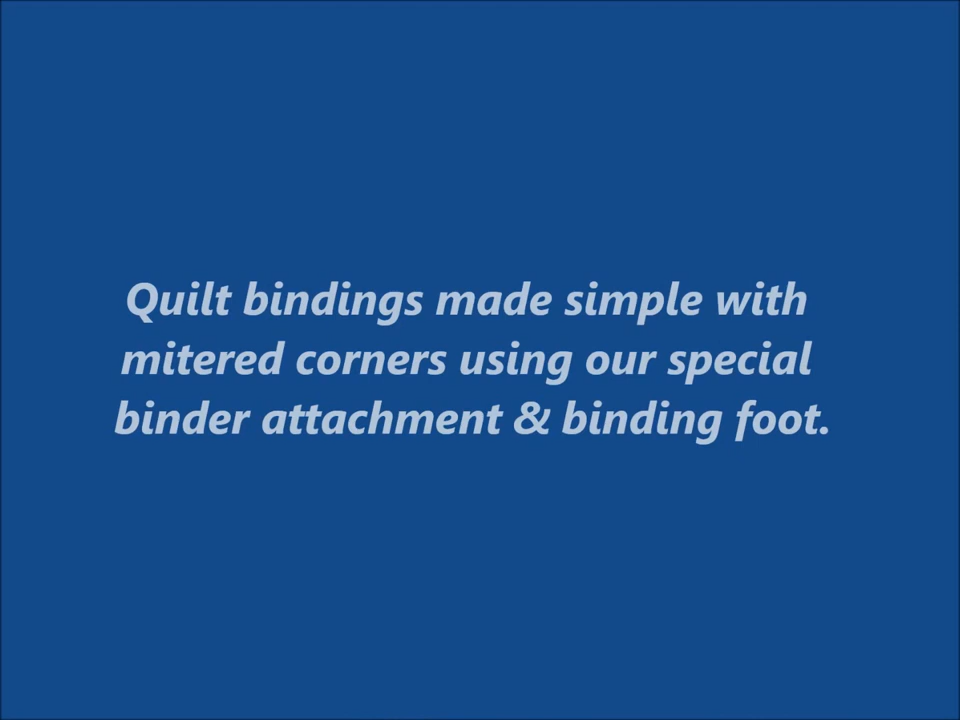 Quilt bindings made simple with
mitered corners using our special
binder attachment & binding foot.